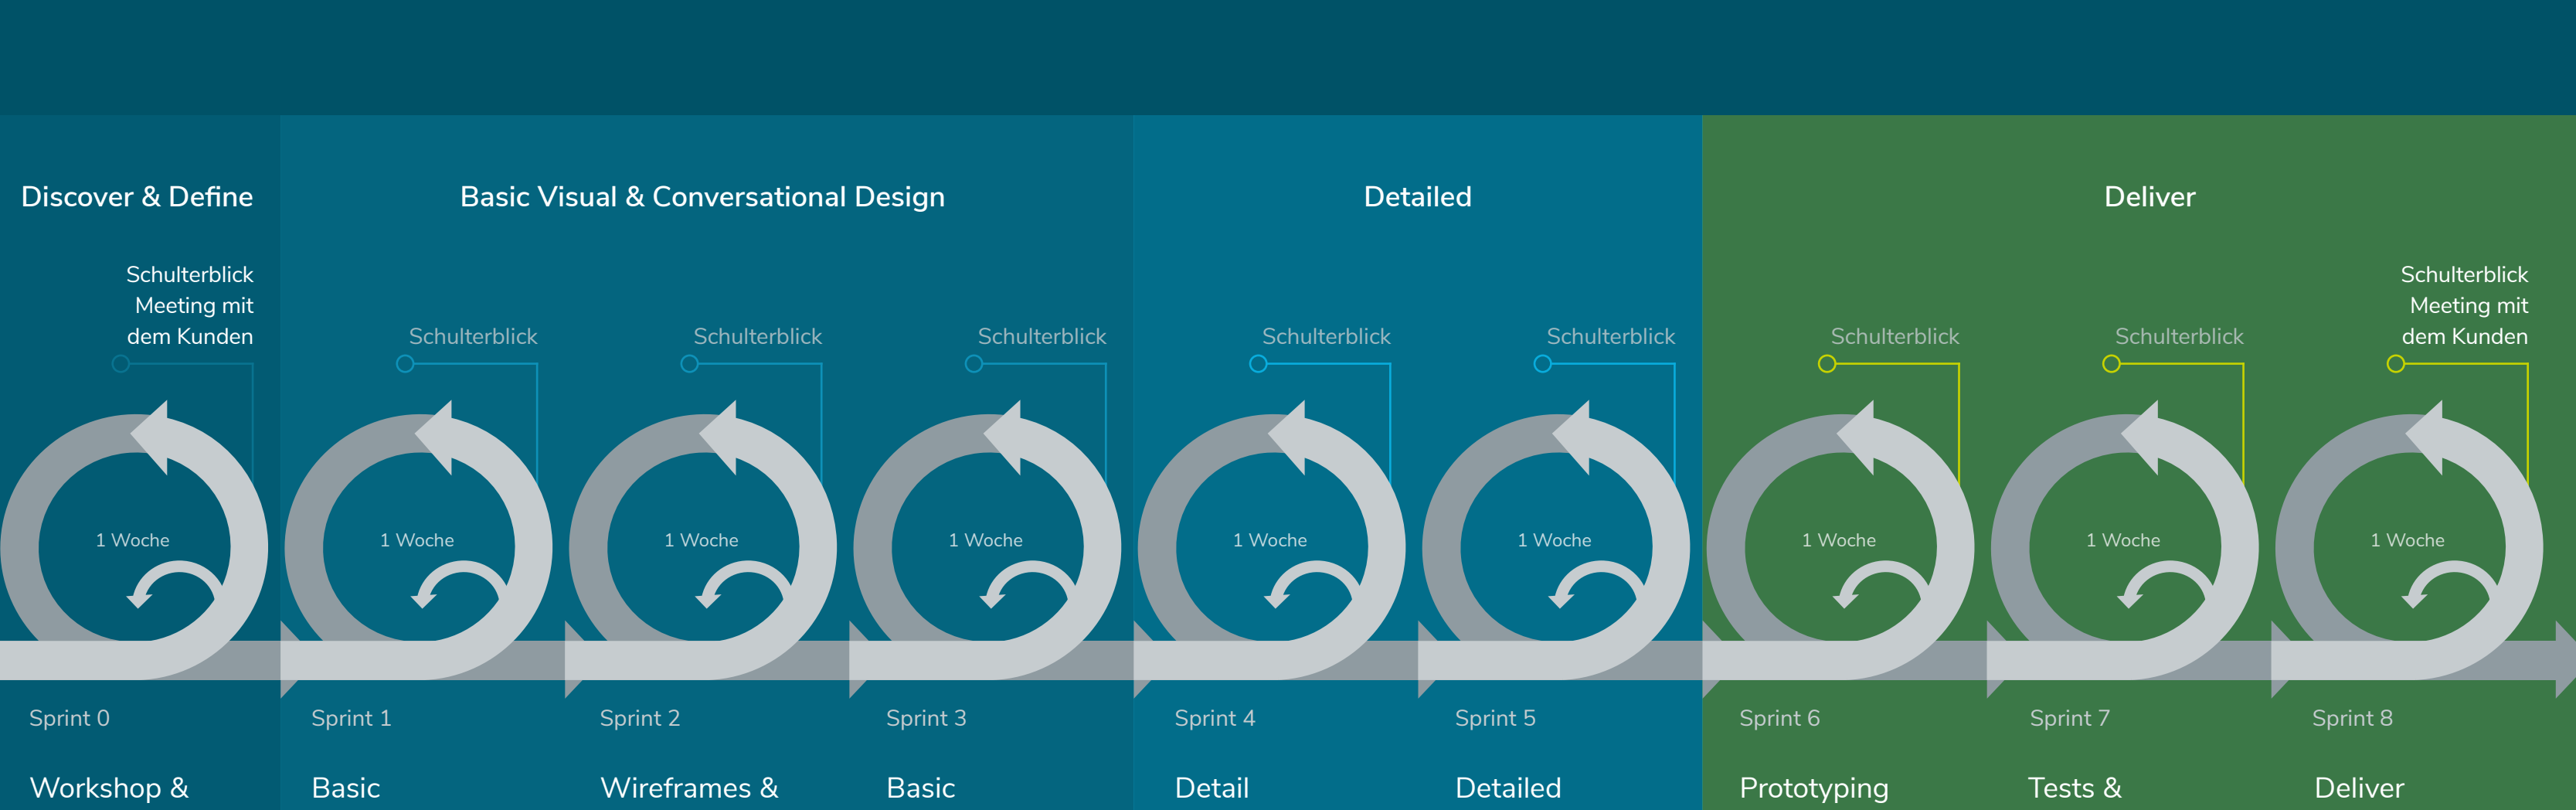 Discover & Define
Basic Visual & Conversational Design
Detailed
Deliver
Schulterblick
Meeting mit
dem Kunden
Schulterblick
Schulterblick
Schulterblick
Schulterblick
Schulterblick
Schulterblick
Schulterblick
Schulterblick
Meeting mit
dem Kunden
1 Woche
1 Woche
1 Woche
1 Woche
1 Woche
1 Woche
1 Woche
1 Woche
1 Woche
Sprint 0
Sprint 1
Sprint 2
Sprint 3
Sprint 4
Sprint 5
Sprint 6
Sprint 7
Sprint 8
Workshop &
Basic
Wireframes &
Basic
Detail
Detailed
Prototyping
Tests &
Deliver